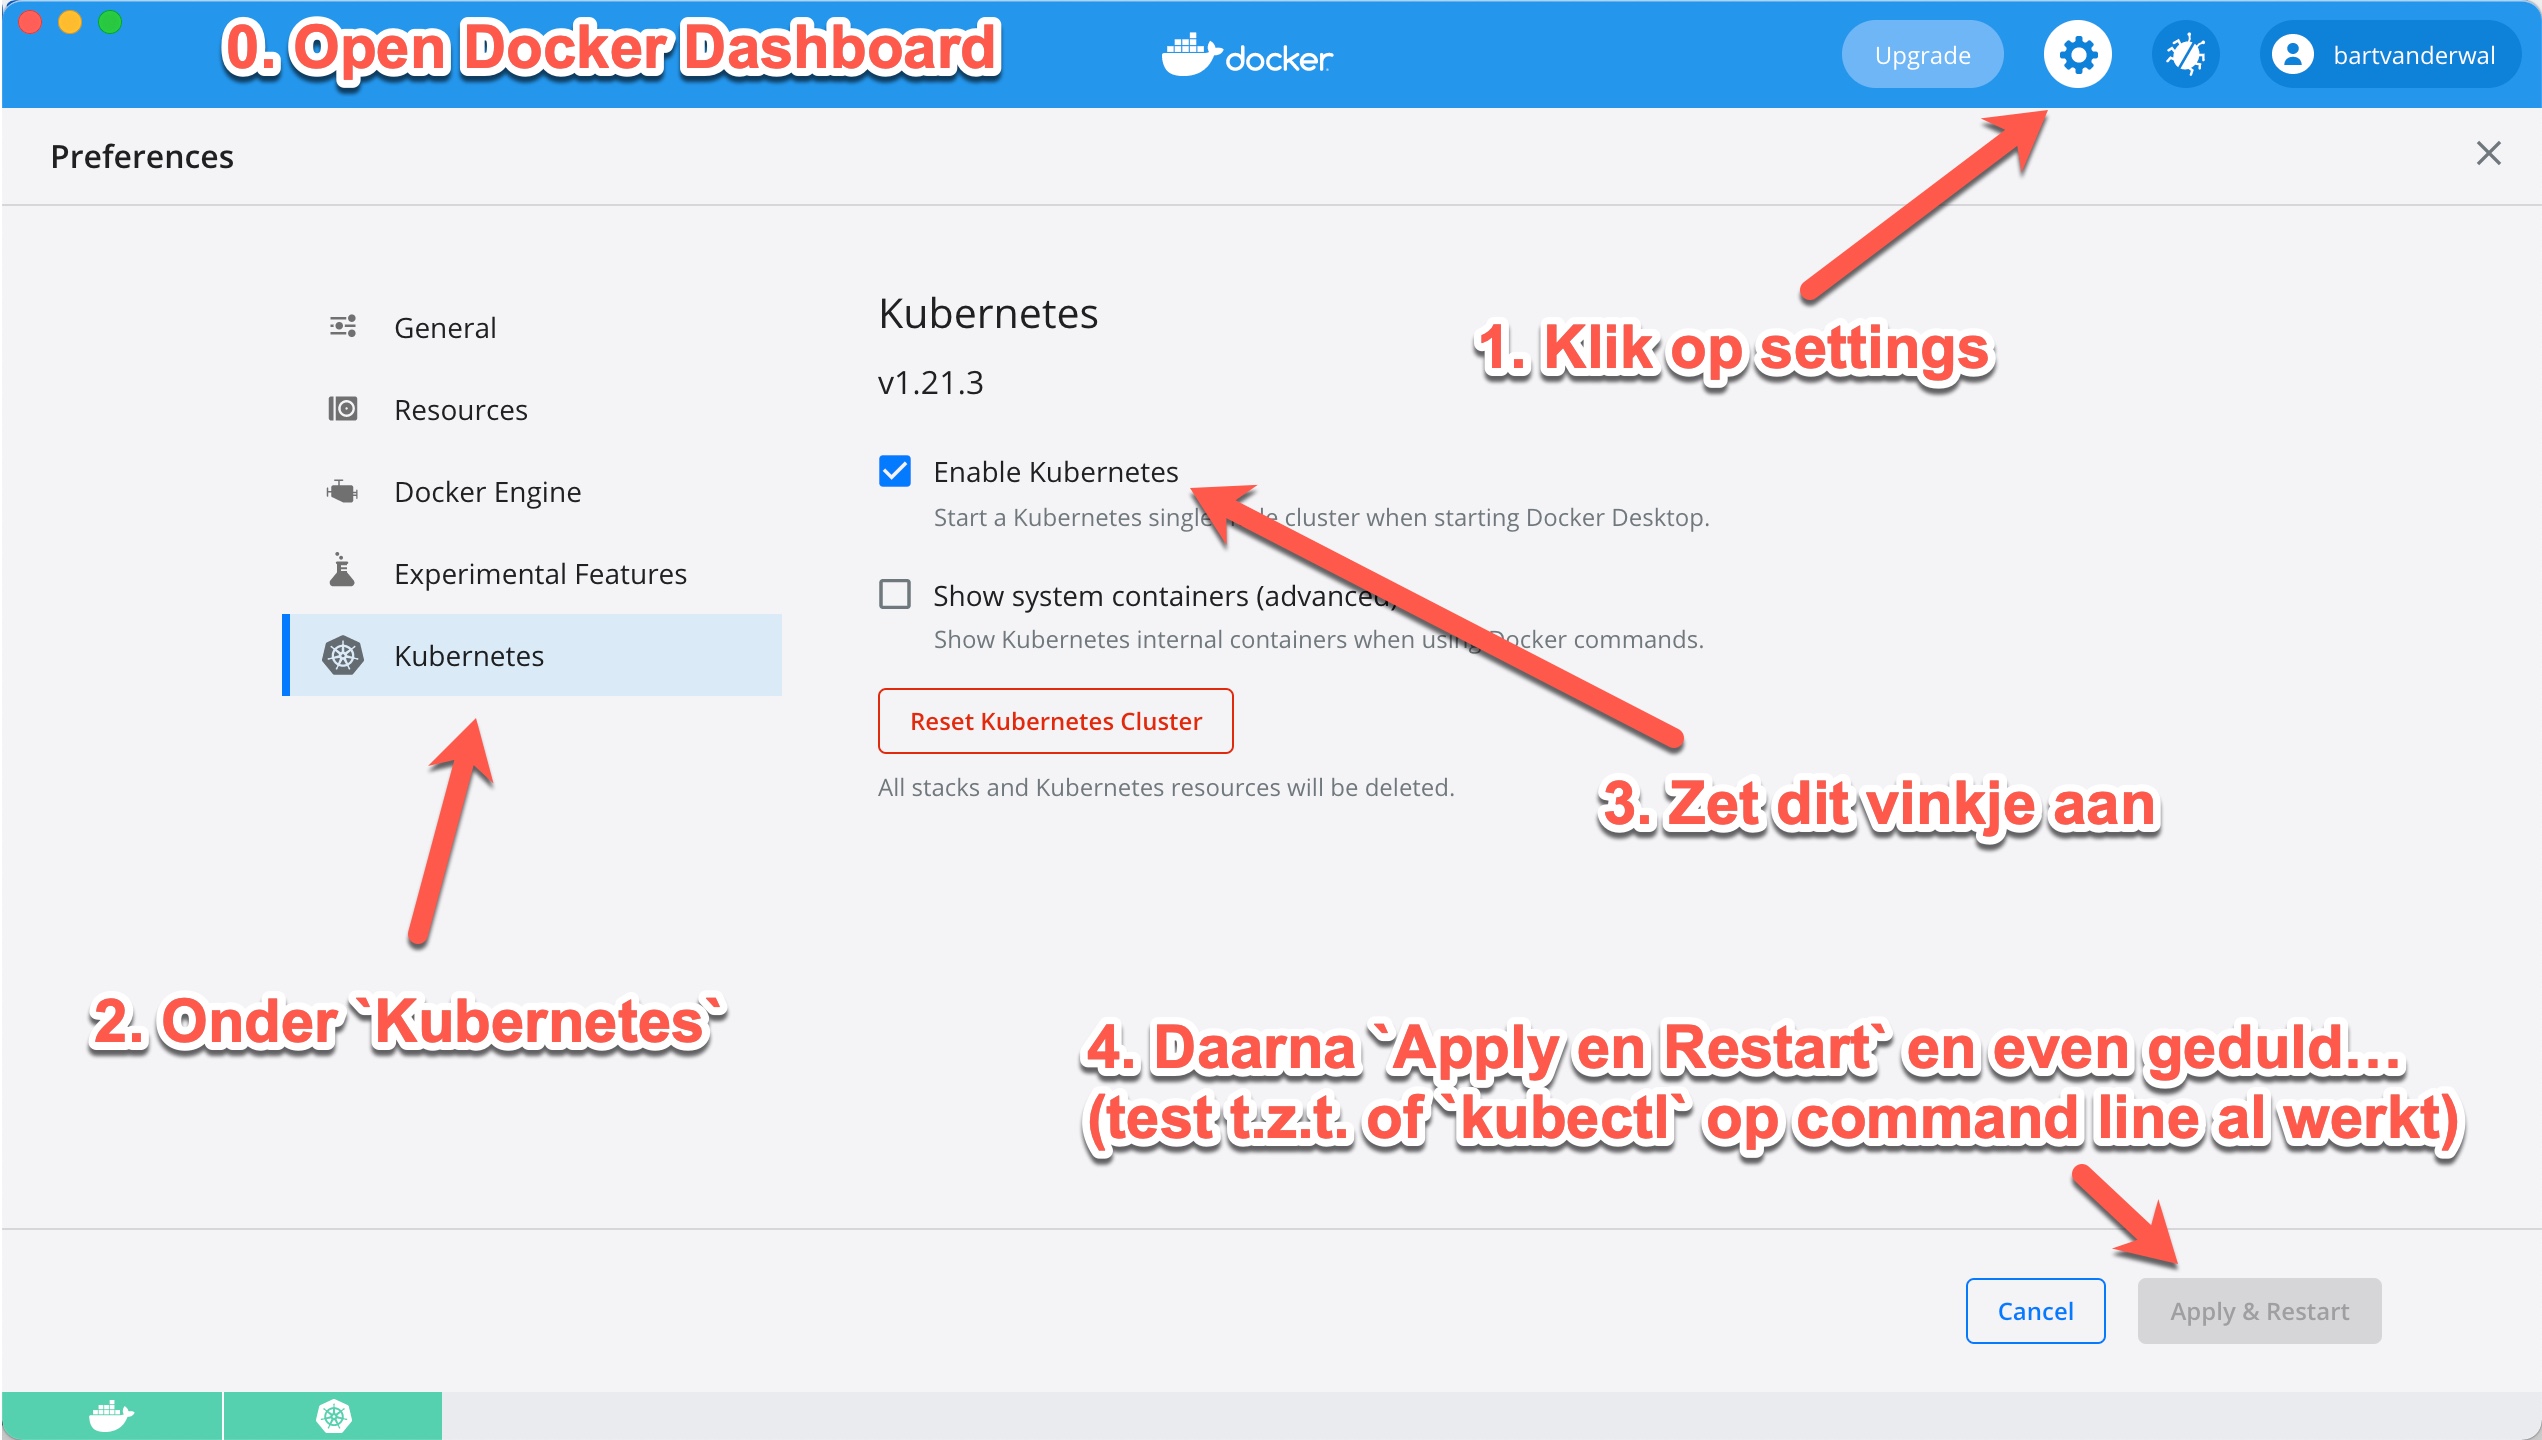 0. Open Docker Dashboard
docker
Upgrade
bartvanderwal
Preferences
1. Klik op settings
General
Resources
Docker Engine
Experimental Features
Kubernetes
Kubernetes
v1.21.3
Enable Kubernetes
Start a Kubernetes single cluster when starting Docker Desktop.
Show system containers (advanced)
Show Kubernetes internal containers when using Docker commands.
Reset Kubernetes Cluster
All stacks and Kubernetes resources will be deleted.
3. Zet dit vinkje aan
2. Onder `Kubernetes`
4. Daarna `Apply en Restart` en even geduld...
(test t.z.t. of `kubectl` op command line al werkt)
Cancel
Apply & Restart